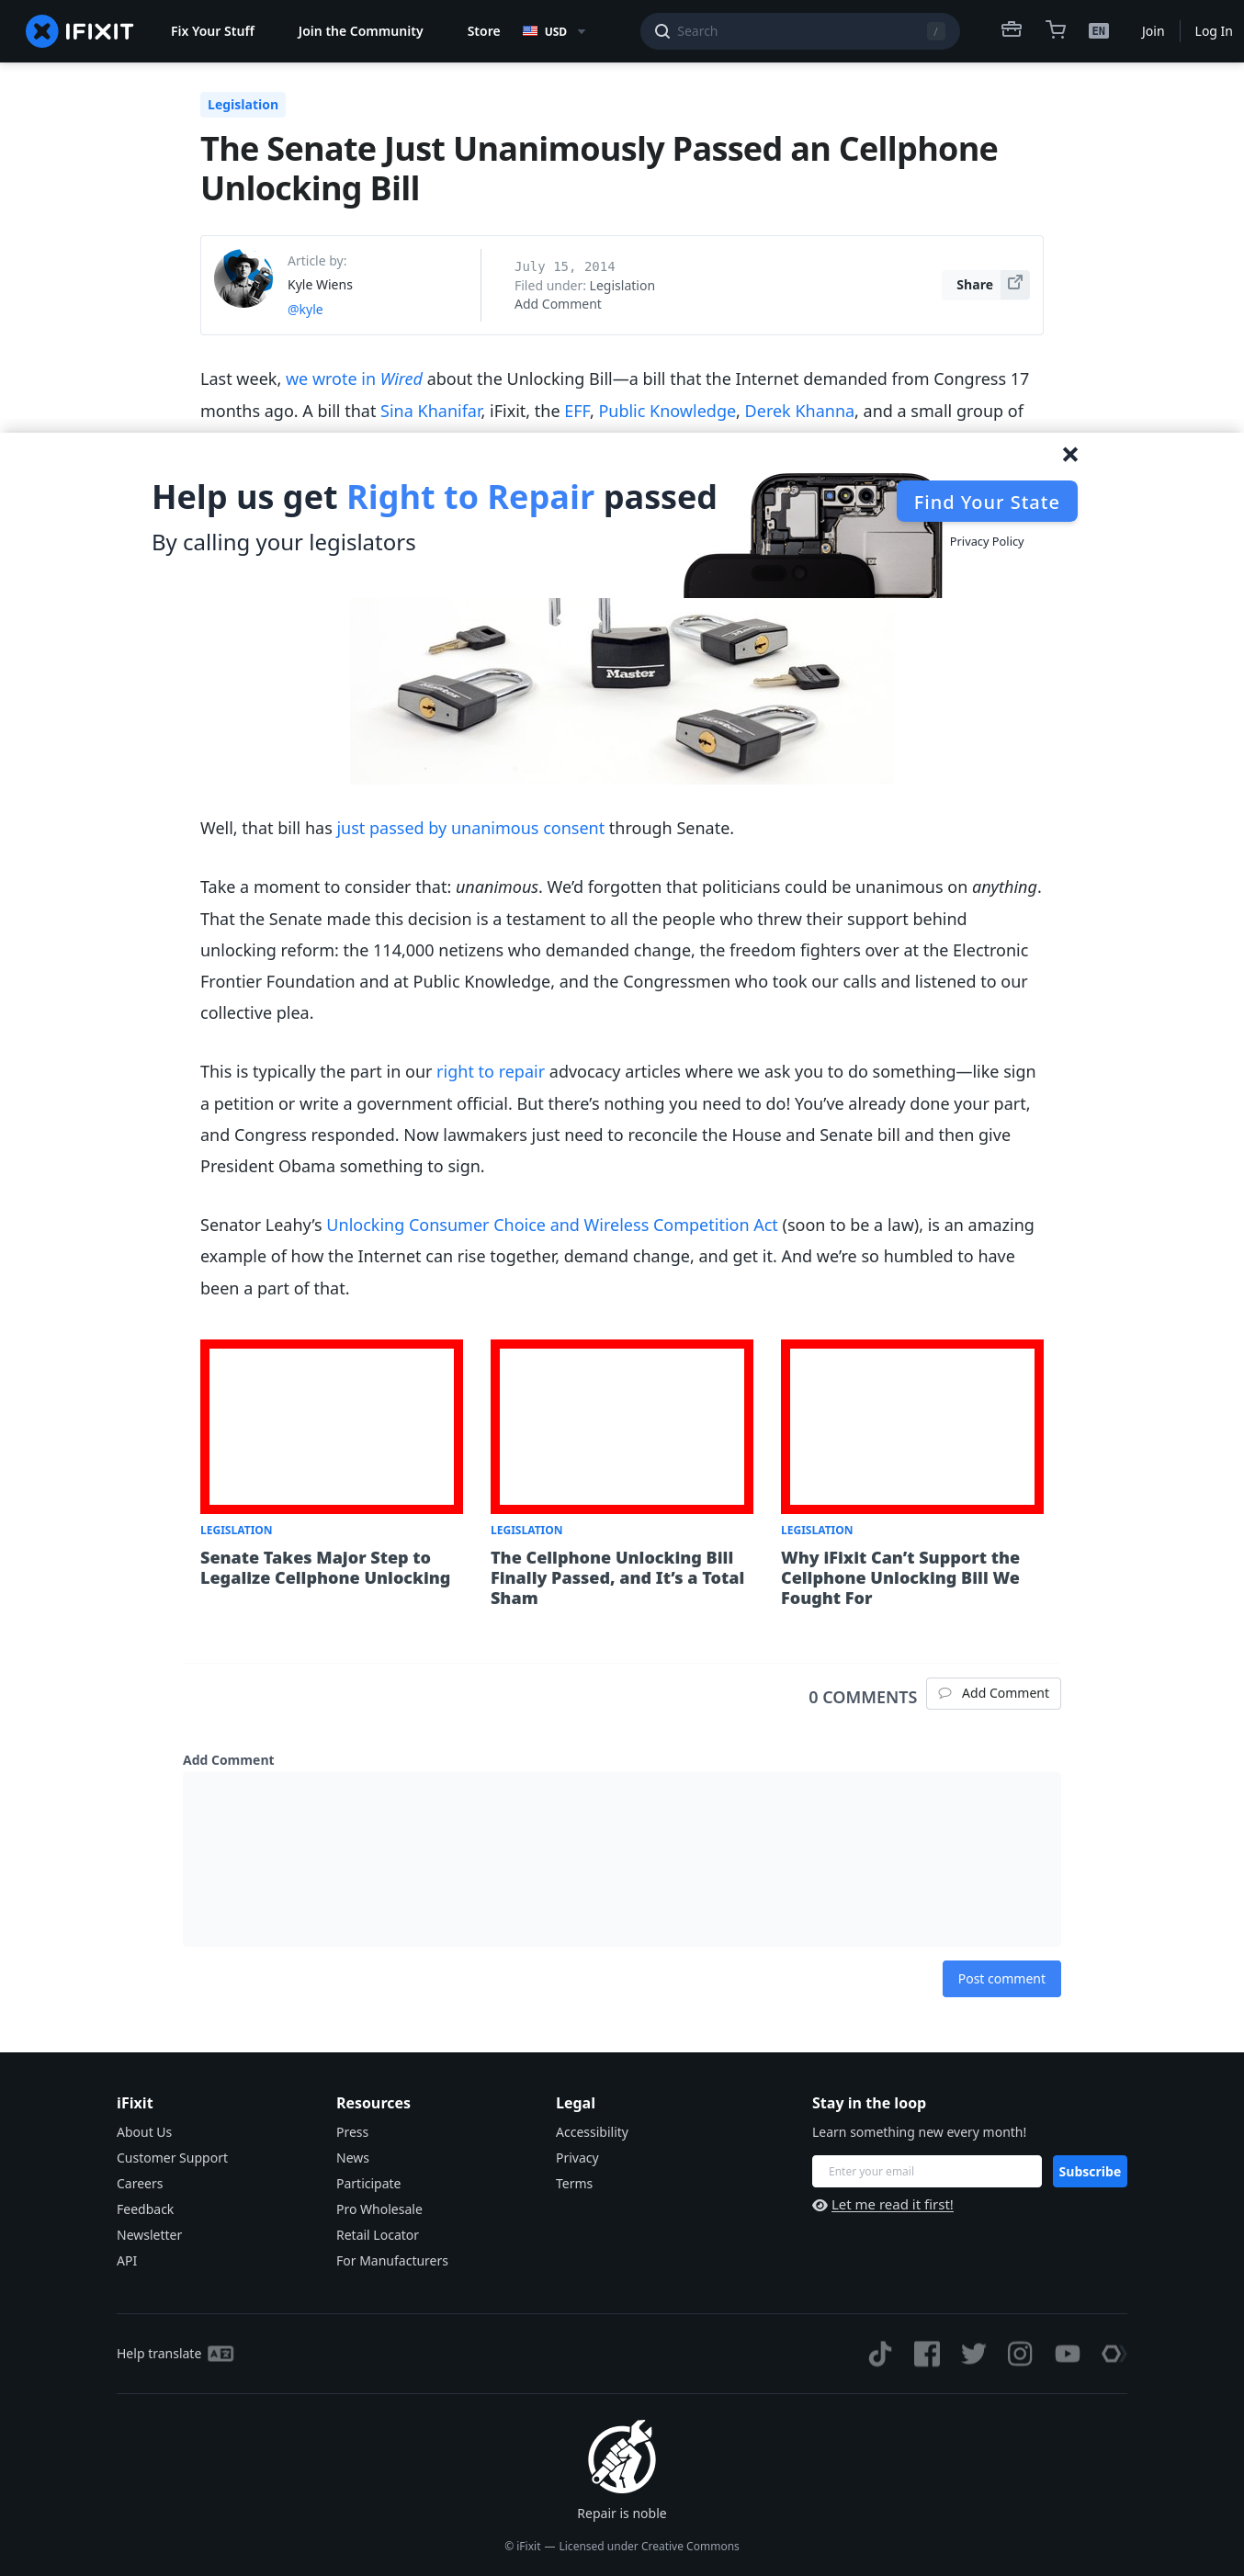 IFIXIT
Fix Your Stuff
Join the Community
Store
USD
Search
/
EN
Join
Log In
Legislation
The Senate Just Unanimously Passed an Cellphone
Unlocking Bill
Article by:
Kyle Wiens
@kyle
July 15, 2014
Filed under: Legislation
Add Comment
Share
Last week, we wrote in Wired about the Unlocking Bill—a bill that the Internet demanded from Congress 17
months ago. A bill that Sina Khanifar, iFixit, the EFF, Public Knowledge, Derek Khanna, and a small group of
Help us get Right to Repair passed
By calling your legislators
Find Your State
Privacy Policy
Master
Well, that bill has just passed by unanimous consent through Senate.
Take a moment to consider that: unanimous. We’d forgotten that politicians could be unanimous on anything.
That the Senate made this decision is a testament to all the people who threw their support behind
unlocking reform: the 114,000 netizens who demanded change, the freedom fighters over at the Electronic
Frontier Foundation and at Public Knowledge, and the Congressmen who took our calls and listened to our
collective plea.
This is typically the part in our right to repair advocacy articles where we ask you to do something—like sign
a petition or write a government official. But there’s nothing you need to do! You’ve already done your part,
and Congress responded. Now lawmakers just need to reconcile the House and Senate bill and then give
President Obama something to sign.
Senator Leahy’s Unlocking Consumer Choice and Wireless Competition Act (soon to be a law), is an amazing
example of how the Internet can rise together, demand change, and get it. And we’re so humbled to have
been a part of that.
LEGISLATION
Senate Takes Major Step to
Legalize Cellphone Unlocking
LEGISLATION
The Cellphone Unlocking Bill
Finally Passed, and It’s a Total
Sham
LEGISLATION
Why iFixit Can’t Support the
Cellphone Unlocking Bill We
Fought For
0 COMMENTS
Add Comment
Add Comment
Post comment
iFixit
About Us
Customer Support
Careers
Feedback
Newsletter
API
Resources
Press
News
Participate
Pro Wholesale
Retail Locator
For Manufacturers
Legal
Accessibility
Privacy
Terms
Stay in the loop
Learn something new every month!
Enter your email
Subscribe
Let me read it first!
Help translate
Repair is noble
© iFixit — Licensed under Creative Commons